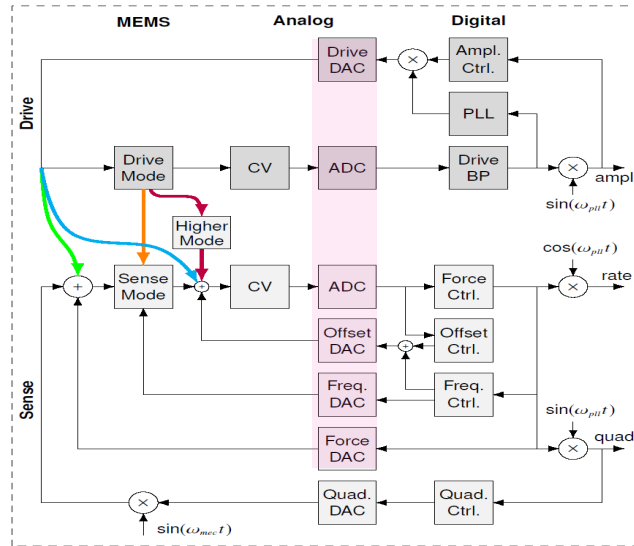 MEMS Analog Digital
Drive
DAC
×
Ampl.
Ctrl.
PLL
Drive
Drive
Mode
CV
ADC
Drive
BP
×
ampl
sin(ω_pll t)
Higher
Mode
cos(ω_pll t)
+
Sense
Mode
+
CV
ADC
Force
Ctrl.
×
rate
Offset
DAC
+
Offset
Ctrl.
Freq.
DAC
Freq.
Ctrl.
Sense
sin(ω_pll t)
Force
DAC
×
quad
×
Quad.
DAC
Quad.
Ctrl.
sin(ω_mec t)